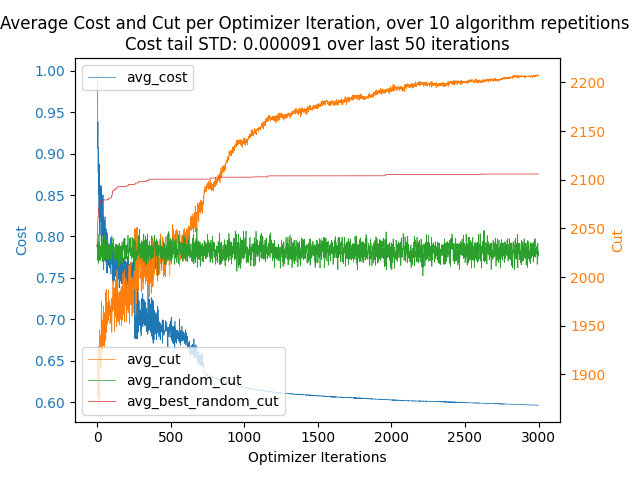 Average Cost and Cut per Optimizer Iteration, over 10 algorithm repetitions
Cost tail STD: 0.000091 over last 50 iterations
1.00
0.95
0.90
0.85
0.80
0.75
0.70
0.65
0.60
Cost
avg_cost
avg_cut
avg_random_cut
avg_best_random_cut
2200
2150
2100
2050
2000
1950
1900
Cut
0
500
1000
1500
2000
2500
3000
Optimizer Iterations